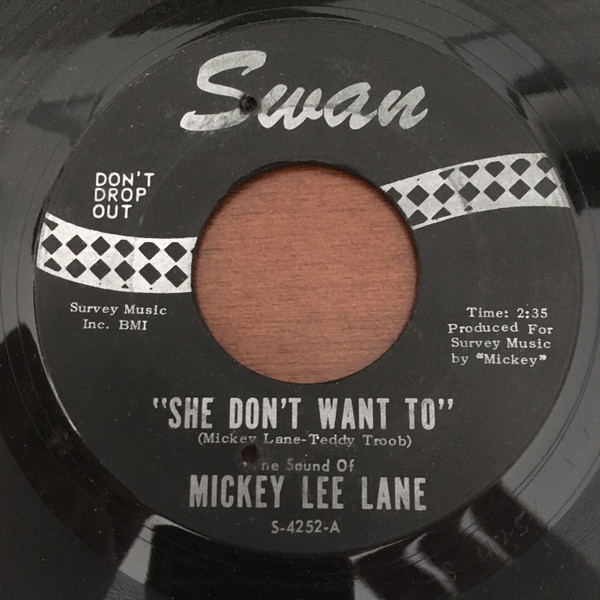 Swan
DON'T
DROP
OUT
Survey Music
Inc. BMI
Time: 2:35
Produced For
Survey Music
by "Mickey"
"SHE DON'T WANT TO"
(Mickey Lane-Teddy Troob)
The Sound Of
MICKEY LEE LANE
S-4252-A